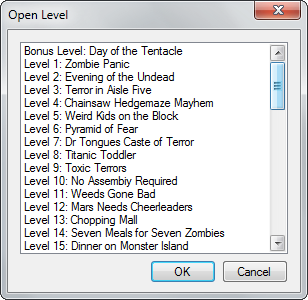 Open Level
Bonus Level: Day of the Tentacle
Level 1: Zombie Panic
Level 2: Evening of the Undead
Level 3: Terror in Aisle Five
Level 4: Chainsaw Hedgemaze Mayhem
Level 5: Weird Kids on the Block
Level 6: Pyramid of Fear
Level 7: Dr Tongues Caste of Terror
Level 8: Titanic Toddler
Level 9: Toxic Terrors
Level 10: No Assembly Required
Level 11: Weeds Gone Bad
Level 12: Mars Needs Cheerleaders
Level 13: Chopping Mall
Level 14: Seven Meals for Seven Zombies
Level 15: Dinner on Monster Island
OK Cancel